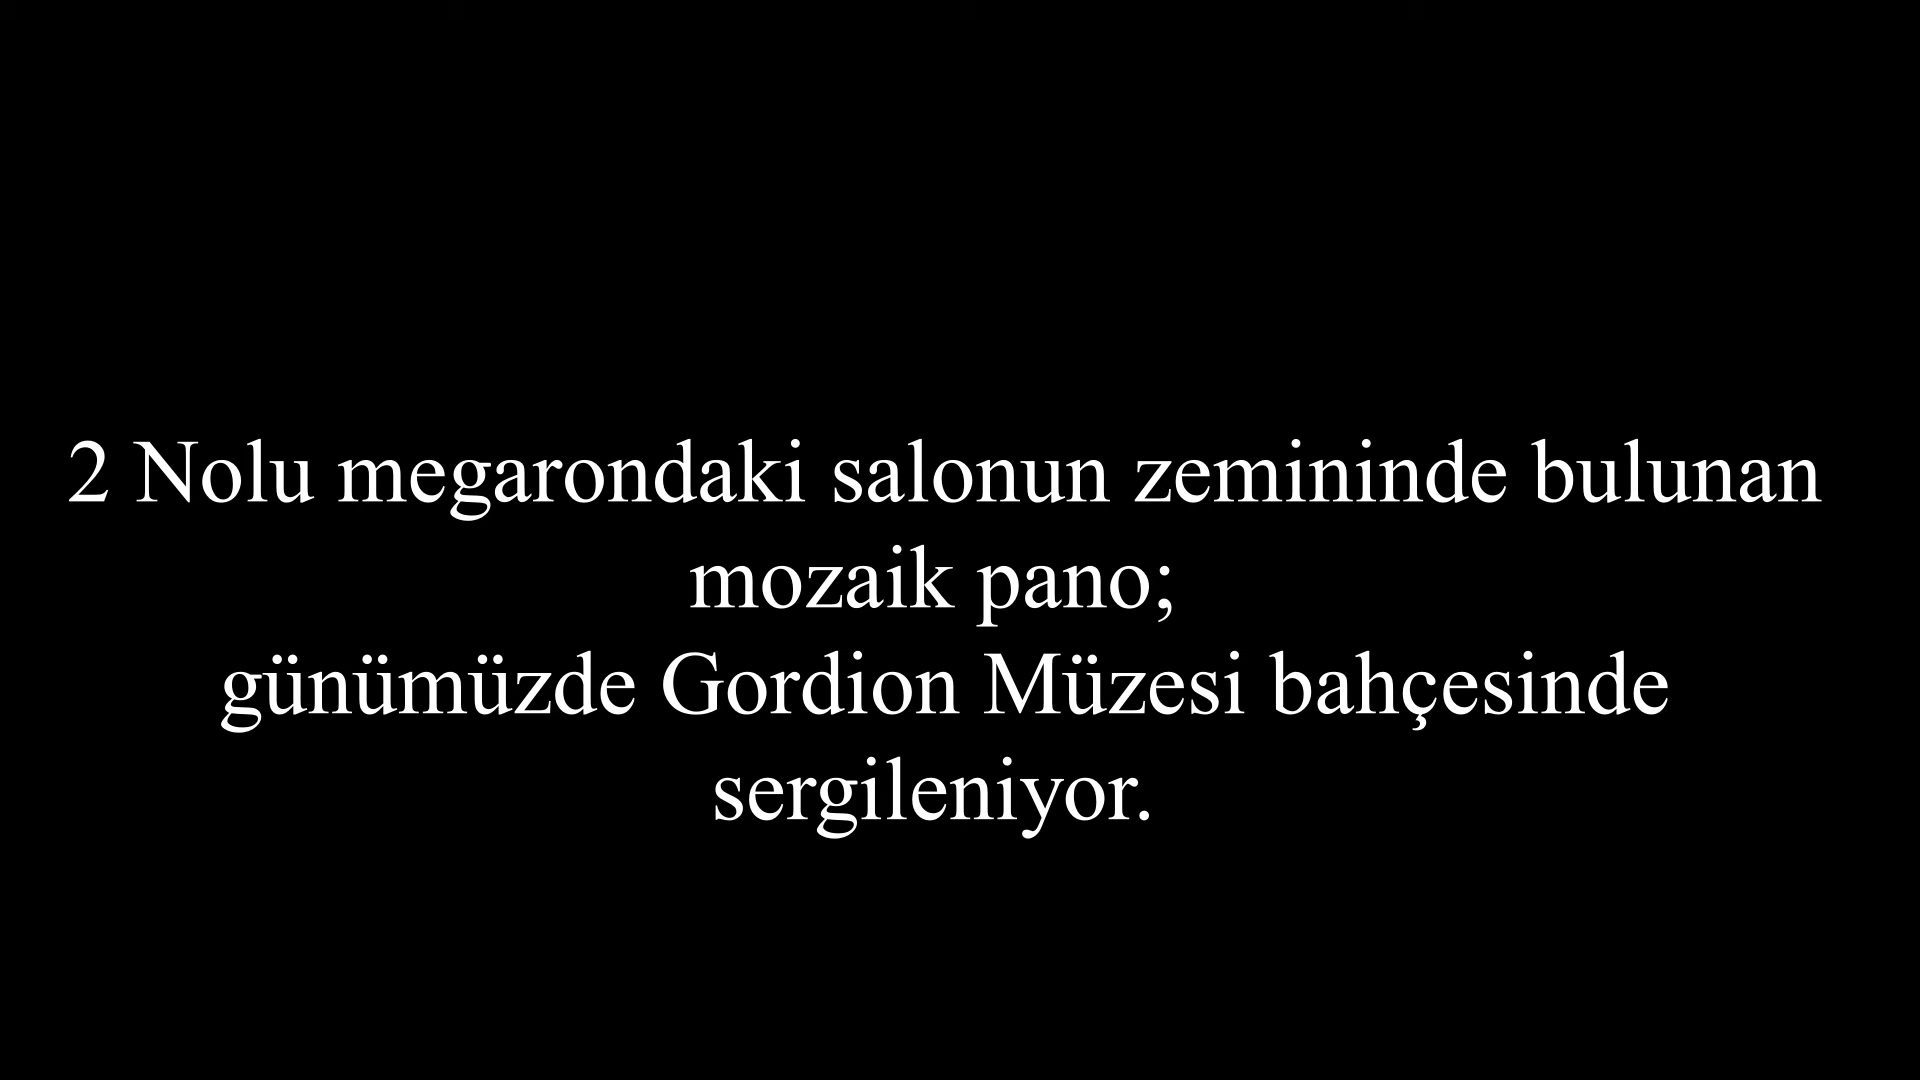 2 Nolu megarondaki salonun zemininde bulunan
mozaik pano;
günümüzde Gordion Müzesi bahçesinde
sergileniyor.